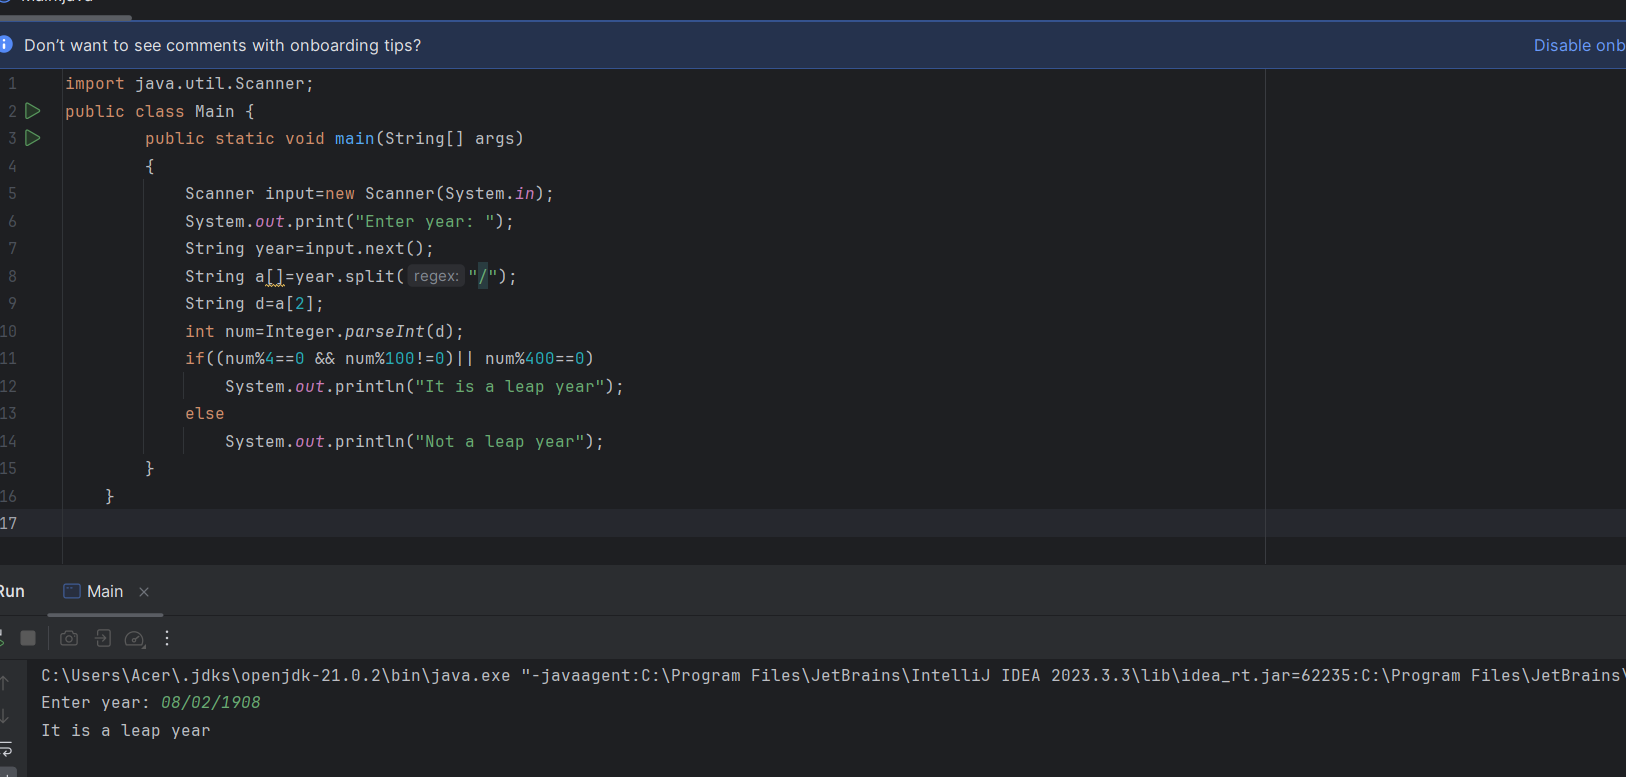 Main.java
Don't want to see comments with onboarding tips? Disable onb
1 import java.util.Scanner;
2 public class Main {
3 public static void main(String[] args)
4 {
5 Scanner input=new Scanner(System.in);
6 System.out.print("Enter year: ");
7 String year=input.next();
8 String a[]=year.split( regex: "/");
9 String d=a[2];
10 int num=Integer.parseInt(d);
11 if((num%4==0 && num%100!=0)|| num%400==0)
12 System.out.println("It is a leap year");
13 else
14 System.out.println("Not a leap year");
15 }
16 }
17
Run Main
C:\Users\Acer\.jdks\openjdk-21.0.2\bin\java.exe "-javaagent:C:\Program Files\JetBrains\IntelliJ IDEA 2023.3.3\lib\idea_rt.jar=62235:C:\Program Files\JetBrains\
Enter year: 08/02/1908
It is a leap year